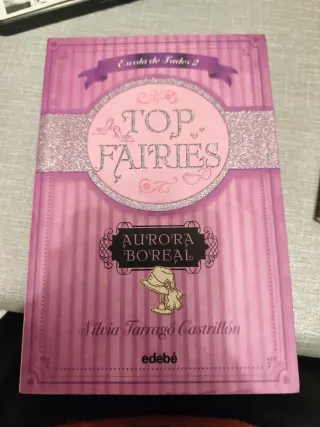 Escola de Fades 2
TOP
FAIRIES
AURORA
BOREAL
Sílvia Tarragó Castrillón
edebé